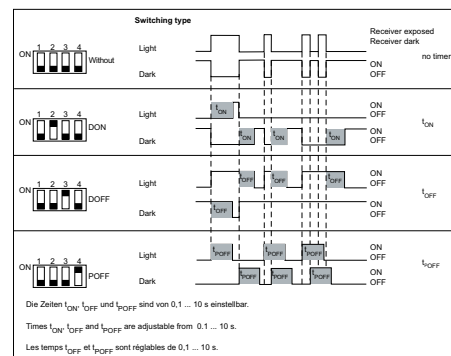 Switching type
Receiver exposed
Receiver dark
no timer
ON 1 2 3 4 Without
Light
Dark
ON
OFF
ON 1 2 3 4 DON
Light
tON
ON
OFF
tON
Dark
tON tON tON
ON
OFF
ON 1 2 3 4 DOFF
Light
tOFF tOFF tOFF
ON
OFF
tOFF
Dark
tOFF
ON
OFF
ON 1 2 3 4 POFF
Light
tPOFF tPOFF tPOFF
ON
OFF
tPOFF
Dark
tPOFF tPOFF tPOFF
ON
OFF
Die Zeiten tON, tOFF und tPOFF sind von 0,1 ... 10 s einstellbar.
Times tON, tOFF and tPOFF are adjustable from 0.1 ... 10 s.
Les temps tOFF et tPOFF sont réglables de 0,1 ... 10 s.